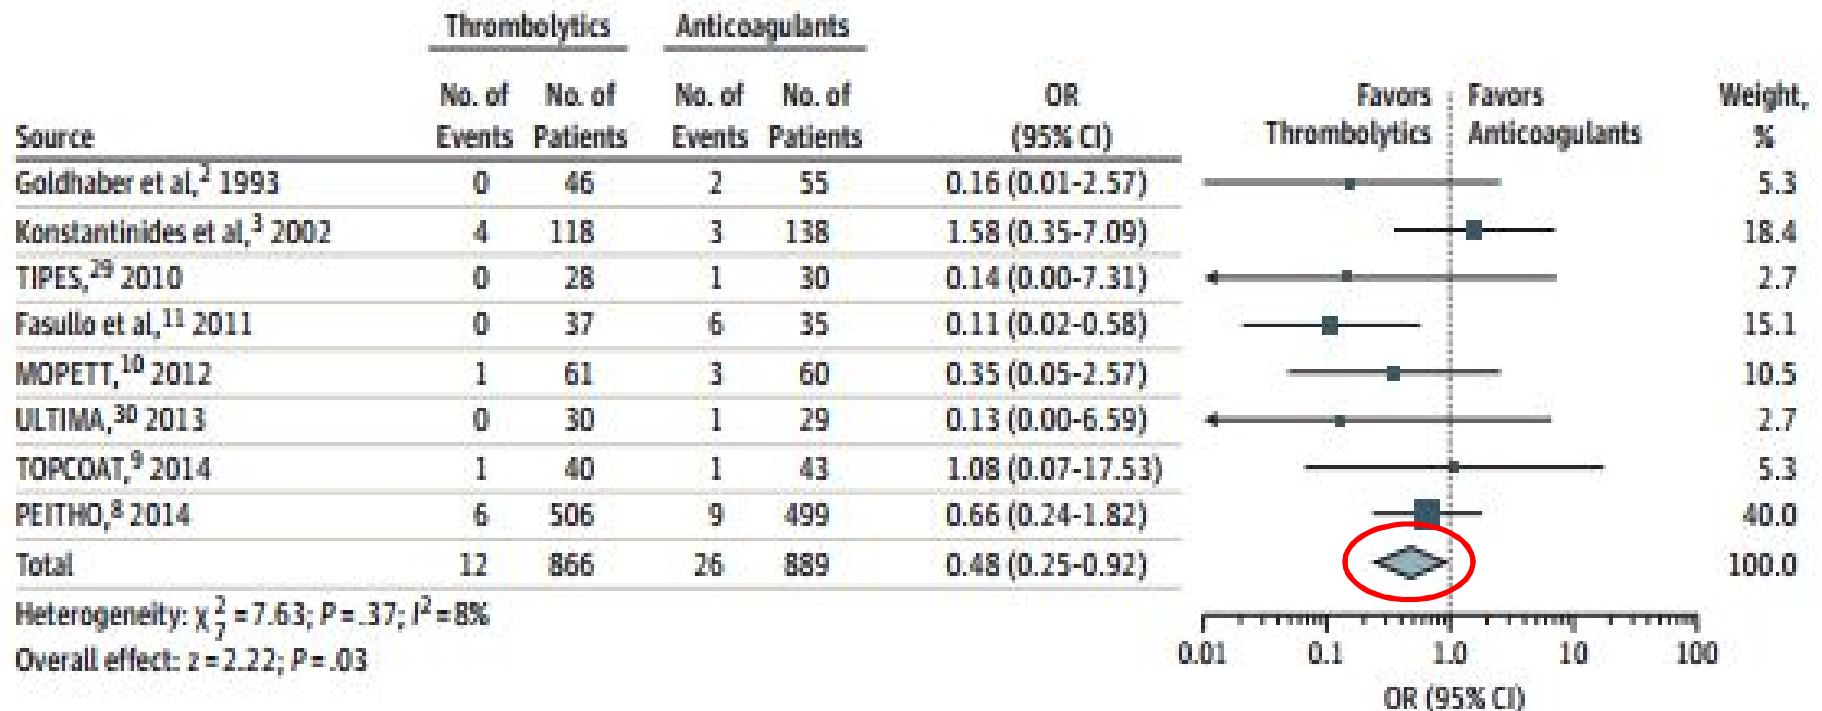 Thrombolytics Anticoagulants
No. of No. of No. of No. of OR Favors Favors Weight,
Source Events Patients Events Patients (95% CI) Thrombolytics Anticoagulants %
Goldhaber et al,2 1993 0 46 2 55 0.16 (0.01-2.57) 5.3
Konstantinides et al,3 2002 4 118 3 138 1.58 (0.35-7.09) 18.4
TIPES,29 2010 0 28 1 30 0.14 (0.00-7.31) 2.7
Fasullo et al,11 2011 0 37 6 35 0.11 (0.02-0.58) 15.1
MOPETT,10 2012 1 61 3 60 0.35 (0.05-2.57) 10.5
ULTIMA,30 2013 0 30 1 29 0.13 (0.00-6.59) 2.7
TOPCOAT,9 2014 1 40 1 43 1.08 (0.07-17.53) 5.3
PEITHO,8 2014 6 506 9 499 0.66 (0.24-1.82) 40.0
Total 12 866 26 889 0.48 (0.25-0.92) 100.0
Heterogeneity: χ2 7 = 7.63; P = .37; I2 = 8%
Overall effect: z = 2.22; P = .03
0.01 0.1 1.0 10 100
OR (95% CI)